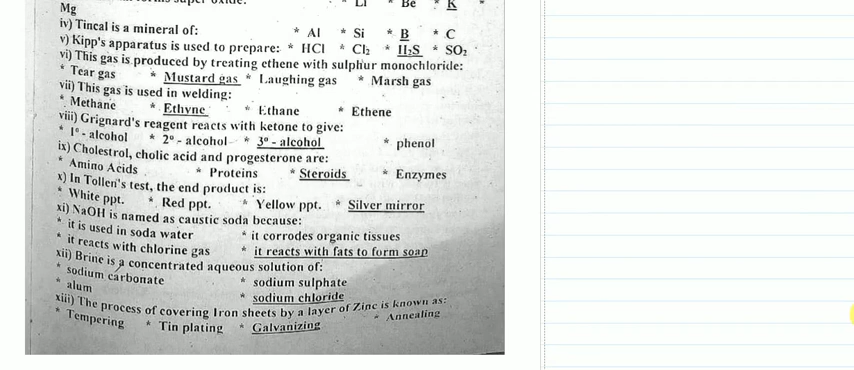 super oxide: * Li * Be * K *
Mg
iv) Tincal is a mineral of: * Al * Si * B * C
v) Kipp's apparatus is used to prepare: * HCl * Cl₂ * H₂S * SO₂
vi) This gas is produced by treating ethene with sulphur monochloride:
* Tear gas * Mustard gas * Laughing gas * Marsh gas
vii) This gas is used in welding:
* Methane * Ethyne * Ethane * Ethene
viii) Grignard's reagent reacts with ketone to give:
* 1º - alcohol * 2º - alcohol * 3º - alcohol * phenol
ix) Cholestrol, cholic acid and progesterone are:
* Amino Acids * Proteins * Steroids * Enzymes
x) In Tollen's test, the end product is:
* White ppt. * Red ppt. * Yellow ppt. * Silver mirror
xi) NaOH is named as caustic soda because:
* it is used in soda water * it corrodes organic tissues
* it reacts with chlorine gas * it reacts with fats to form soap
xii) Brine is a concentrated aqueous solution of:
* sodium carbonate * sodium sulphate
* alum * sodium chloride
xiii) The process of covering Iron sheets by a layer of Zinc is known as:
* Tempering * Tin plating * Galvanizing * Annealing